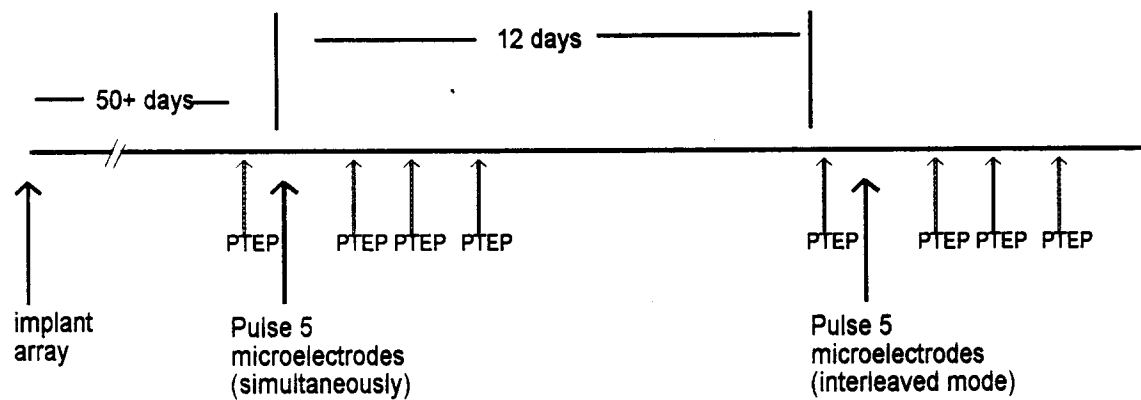 12 days
50+ days
PTEP PTEP PTEP PTEP PTEP PTEP PTEP PTEP
implant
array
Pulse 5
microelectrodes
(simultaneously)
Pulse 5
microelectrodes
(interleaved mode)